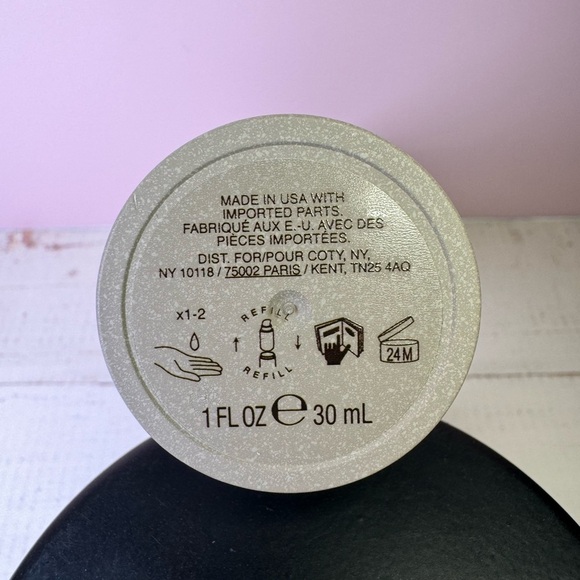 MADE IN USA WITH
IMPORTED PARTS.
FABRIQUÉ AUX E.-U. AVEC DES
PIÈCES IMPORTÉES.
DIST. FOR/POUR COTY, NY,
NY 10118 / 75002 PARIS / KENT, TN25 4AQ
x1-2
REFILL
REFILL
24M
1 FL OZ ℮ 30 mL